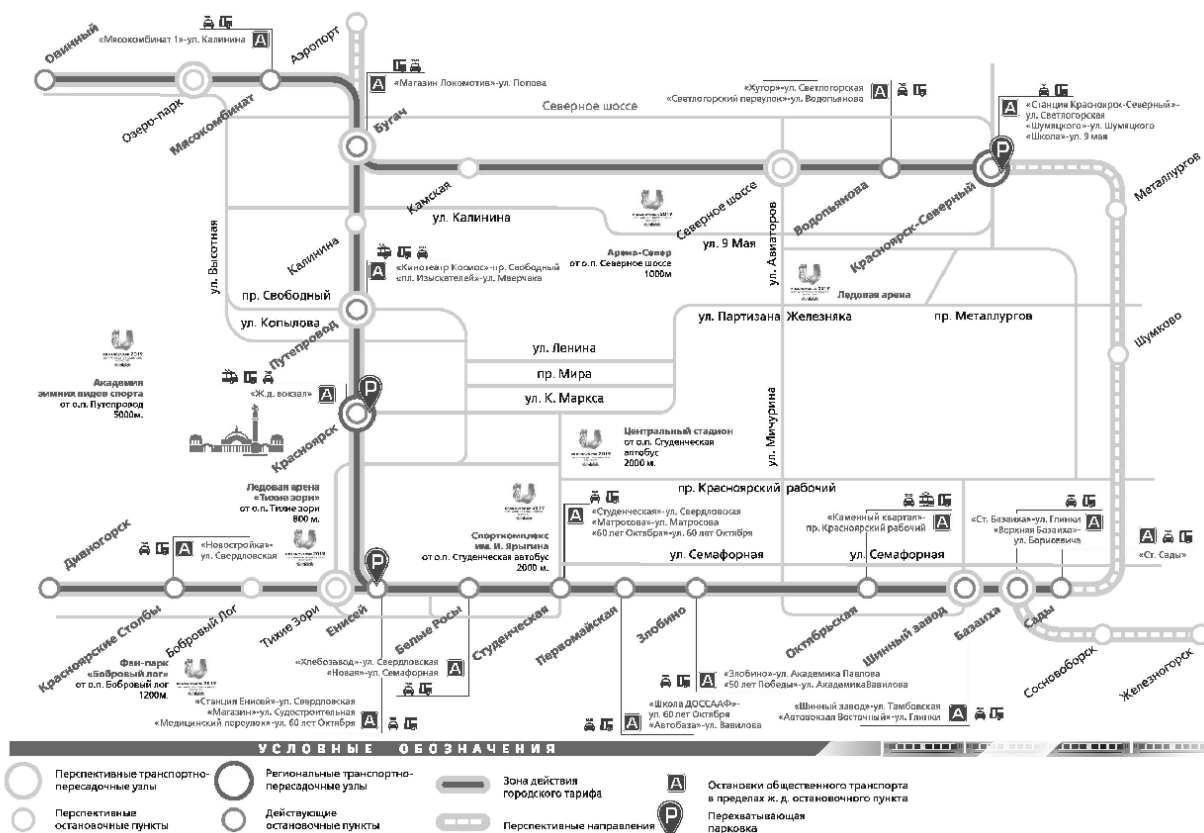 Овинный
Озеро-парк
«Мясокомбинат 1»-ул. Калинина
Мясокомбинат
Аэропорт
«Магазин Локомотив»-ул. Попова
Бугач
Северное шоссе
«Хутор»-ул. Светлогорская
«Светлогорский переулок»-ул. Водопьянова
«Станция Красноярск-Северный»-
ул. Светлогорская
«Шумяцкого»-ул. Шумяцкого
«Школа»-ул. 9 мая
Камская
Северное шоссе
Водопьянова
Красноярск-Северный
Металлургов
ул. Калинина
ул. 9 Мая
ул. Высотная
ул. Авиаторов
Калинина
«Кинотеатр Космос»-пр. Свободный
«пл. Изыскателей»-ул. Мечрака
Арена-Север
от о.п. Северное шоссе
1000м
Ледовая арена
пр. Свободный
ул. Копылова
Путепровод
ул. Партизана Железняка
пр. Металлургов
Шумково
ул. Ленина
пр. Мира
ул. К. Маркса
Академия
зимних видов спорта
от о.п. Путепровод
5000м.
«Ж.д. вокзал»
P
Красноярск
Центральный стадион
от о.п. Студенческая
автобус
2000 м.
ул. Мичурина
пр. Красноярский рабочий
Ледовая арена
«Тихие зори»
от о.п. Тихие зори
800 м.
Спорткомплекс
им. И. Ярыгина
от о.п. Студенческая автобус
2000 м.
«Студенческая»-ул. Свердловская
«Матросова»-ул. Матросова
«60 лет Октября»-ул. 60 лет Октября
«Каменный квартал»-
пр. Красноярский рабочий
«Ст. Базаиха»-ул. Глинки
«Верхняя Базаиха»-
ул. Борисевича
«Ст. Сады»
ул. Семафорная
ул. Семафорная
Дивногорск
«Новостройка»-
ул. Свердловская
Красноярские Столбы
Бобровый Лог
Тихие Зори
Енисей
Белые Росы
Студенческая
Первомайская
Злобино
Октябрьская
Шинный завод
Базаиха
Сады
Сосновоборск
Железногорск
Фан-парк
«Бобровый лог»
от о.п. Бобровый лог
1200м.
«Хлебозавод»-ул. Свердловская
«Новая»-ул. Семафорная
«Станция Енисей»-ул. Свердловская
«Магазин»-ул. Судостроительная
«Медицинский переулок»-ул. 60 лет Октября
«Школа ДОССААФ»-
ул. 60 лет Октября
«Автобаза»-ул. Вавилова
«Злобино»-ул. Академика Павлова
«50 лет Победы»-ул. АкадемикаВавилова
«Шинный завод»-ул. Тамбовская
«Автовокзал Восточный»-ул. Глинки
УСЛОВНЫЕ ОБОЗНАЧЕНИЯ
Перспективные транспортно-
пересадочные узлы
Региональные транспортно-
пересадочные узлы
Зона действия
городского тарифа
Остановки общественного транспорта
в пределах ж. д. остановочного пункта
Перспективные
остановочные пункты
Действующие
остановочные пункты
Перспективные направления
Перехватывающая
парковка